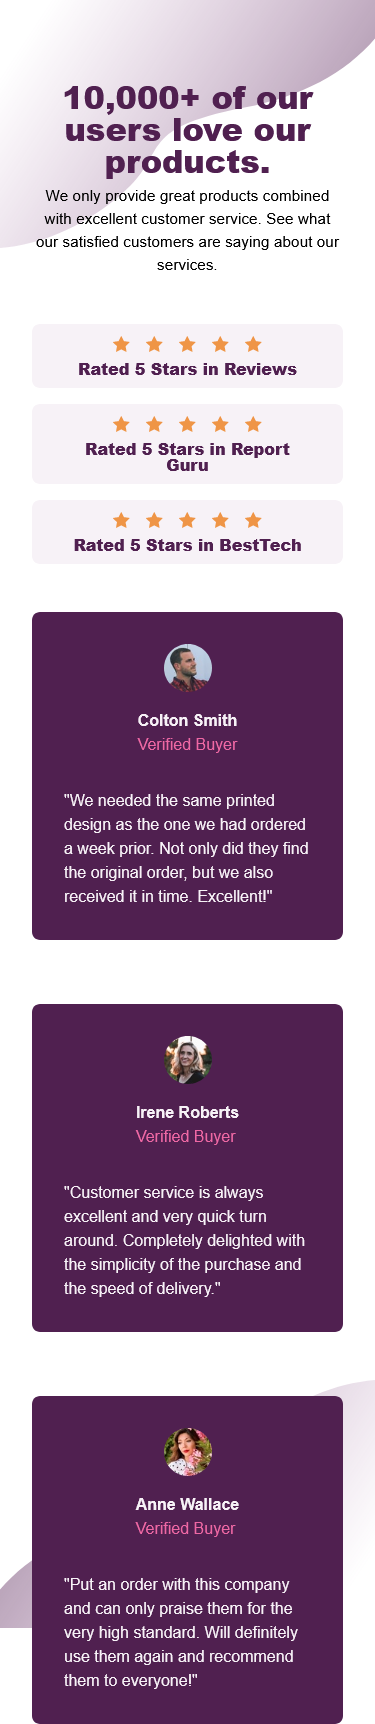 10,000+ of our
users love our
products.
We only provide great products combined
with excellent customer service. See what
our satisfied customers are saying about our
services.
Rated 5 Stars in Reviews
Rated 5 Stars in Report
Guru
Rated 5 Stars in BestTech
Colton Smith
Verified Buyer
"We needed the same printed
design as the one we had ordered
a week prior. Not only did they find
the original order, but we also
received it in time. Excellent!"
Irene Roberts
Verified Buyer
"Customer service is always
excellent and very quick turn
around. Completely delighted with
the simplicity of the purchase and
the speed of delivery."
Anne Wallace
Verified Buyer
"Put an order with this company
and can only praise them for the
very high standard. Will definitely
use them again and recommend
them to everyone!"